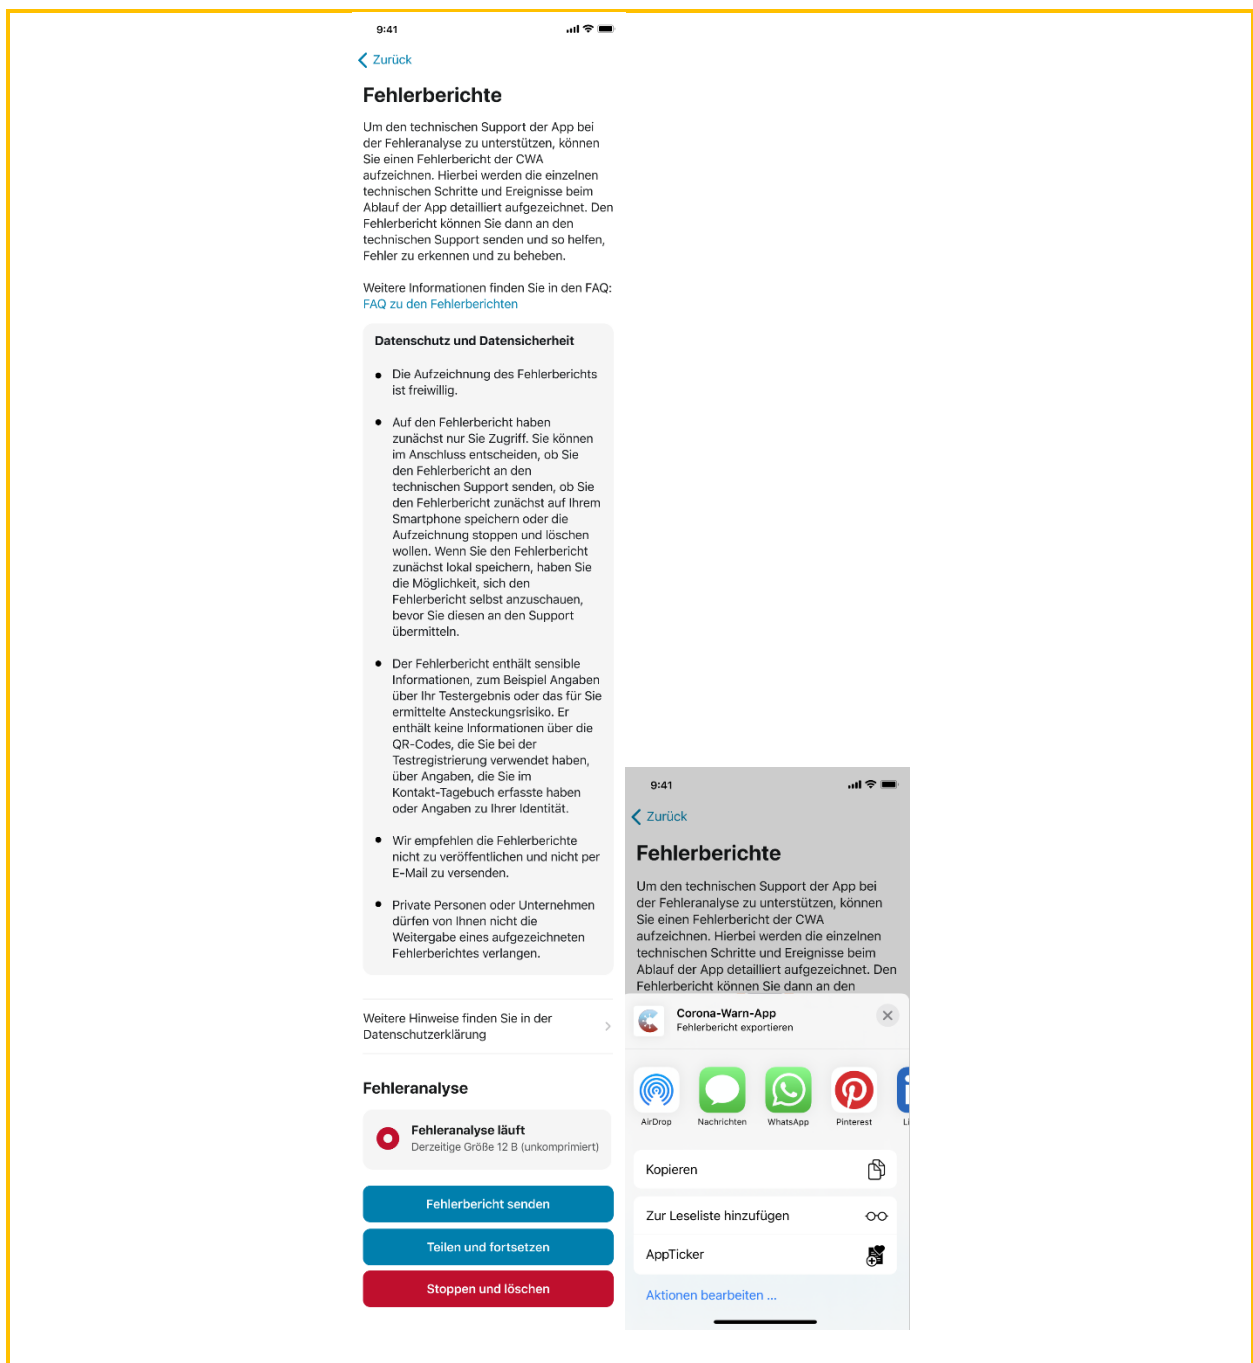 9:41
Zurück
Fehlerberichte
Um den technischen Support der App bei
der Fehleranalyse zu unterstützen, können
Sie einen Fehlerbericht der CWA
aufzeichnen. Hierbei werden die einzelnen
technischen Schritte und Ereignisse beim
Ablauf der App detailliert aufgezeichnet. Den
Fehlerbericht können Sie dann an den
technischen Support senden und so helfen,
Fehler zu erkennen und zu beheben.
Weitere Informationen finden Sie in den FAQ:
FAQ zu den Fehlerberichten
Datenschutz und Datensicherheit
• Die Aufzeichnung des Fehlerberichts
ist freiwillig.
• Auf den Fehlerbericht haben
zunächst nur Sie Zugriff. Sie können
im Anschluss entscheiden, ob Sie
den Fehlerbericht an den
technischen Support senden, ob Sie
den Fehlerbericht zunächst auf Ihrem
Smartphone speichern oder die
Aufzeichnung stoppen und löschen
wollen. Wenn Sie den Fehlerbericht
zunächst lokal speichern, haben Sie
die Möglichkeit, sich den
Fehlerbericht selbst anzuschauen,
bevor Sie diesen an den Support
übermitteln.
• Der Fehlerbericht enthält sensible
Informationen, zum Beispiel Angaben
über Ihr Testergebnis oder das für Sie
ermittelte Ansteckungsrisiko. Er
enthält keine Informationen über die
QR-Codes, die Sie bei der
Testregistrierung verwendet haben,
über Angaben, die Sie im
Kontakt-Tagebuch erfasste haben
oder Angaben zu Ihrer Identität.
• Wir empfehlen die Fehlerberichte
nicht zu veröffentlichen und nicht per
E-Mail zu versenden.
• Private Personen oder Unternehmen
dürfen von Ihnen nicht die
Weitergabe eines aufgezeichneten
Fehlerberichtes verlangen.
Weitere Hinweise finden Sie in der
Datenschutzerklärung
Fehleranalyse
Fehleranalyse läuft
Derzeitige Größe 12 B (unkomprimiert)
Fehlerbericht senden
Teilen und fortsetzen
Stoppen und löschen
9:41
Zurück
Fehlerberichte
Um den technischen Support der App bei
der Fehleranalyse zu unterstützen, können
Sie einen Fehlerbericht der CWA
aufzeichnen. Hierbei werden die einzelnen
technischen Schritte und Ereignisse beim
Ablauf der App detailliert aufgezeichnet. Den
Fehlerbericht können Sie dann an den
Corona-Warn-App
Fehlerbericht exportieren
AirDrop Nachrichten WhatsApp Pinterest Li
Kopieren
Zur Leseliste hinzufügen
AppTicker
Aktionen bearbeiten ...